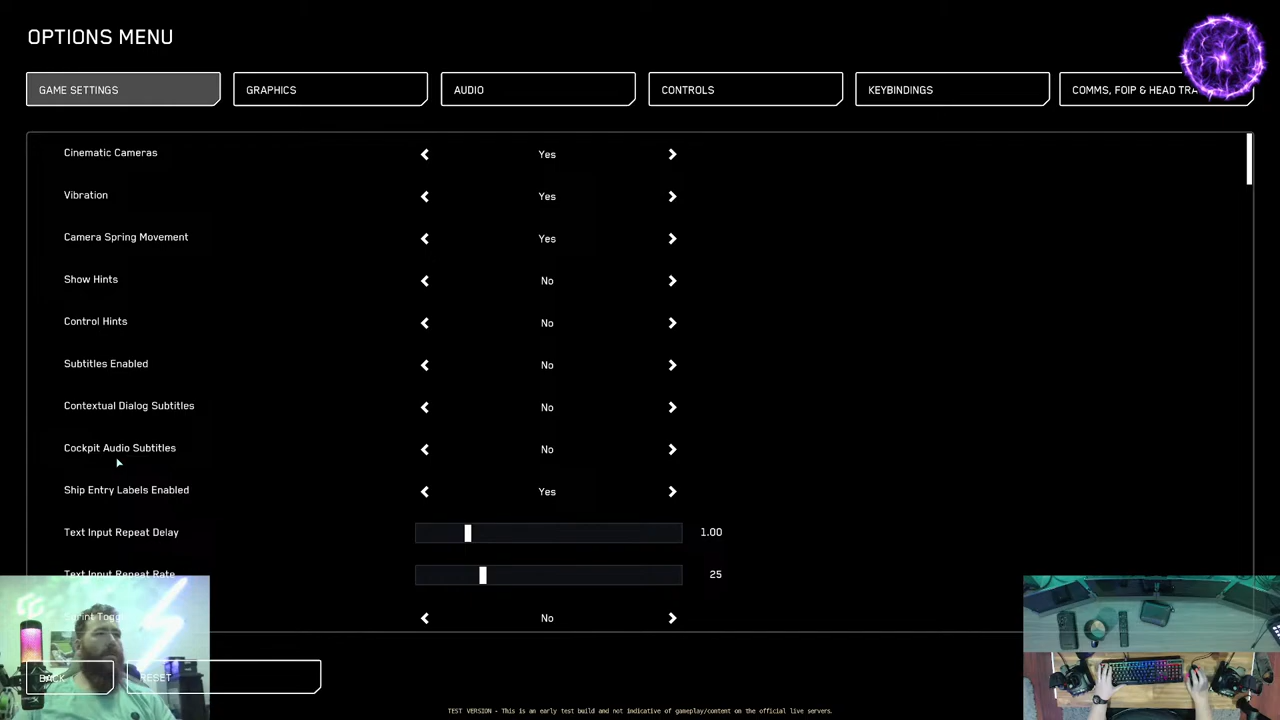 OPTIONS MENU
GAME SETTINGS
GRAPHICS
AUDIO
CONTROLS
KEYBINDINGS
COMMS, FOIP & HEAD
Cinematic Cameras Yes
Vibration Yes
Camera Spring Movement Yes
Show Hints No
Control Hints No
Subtitles Enabled No
Contextual Dialog Subtitles No
Cockpit Audio Subtitles No
Ship Entry Labels Enabled Yes
Text Input Repeat Delay 1.00
Text Input Repeat Rate 25
Sprint No
BACK
RESET
TEST VERSION - This is an early test build and not indicative of gameplay/content on the official live servers.